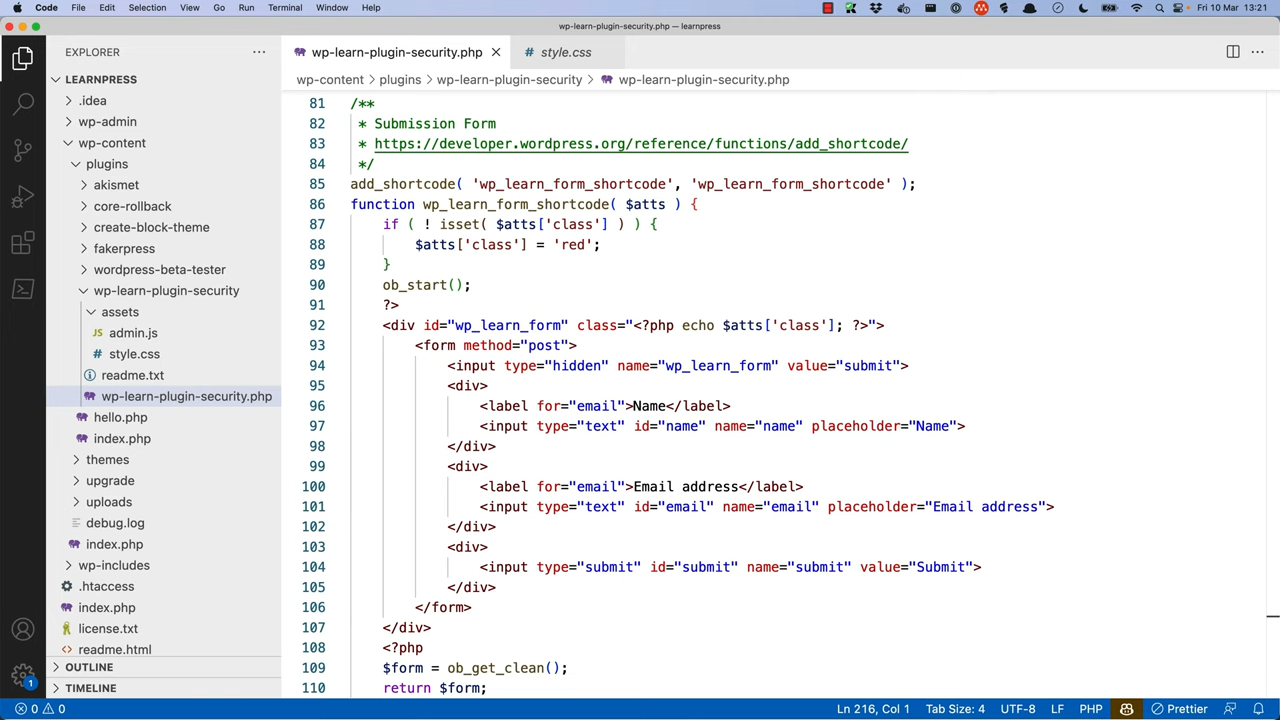 Code File Edit Selection View Go Run Terminal Window Help Fri 10 Mar 13:21
wp-learn-plugin-security.php — learnpress
EXPLORER
LEARNPRESS
.idea
wp-admin
wp-content
plugins
akismet
core-rollback
create-block-theme
fakerpress
wordpress-beta-tester
wp-learn-plugin-security
assets
JS admin.js
# style.css
readme.txt
wp-learn-plugin-security.php
hello.php
index.php
themes
upgrade
uploads
debug.log
index.php
wp-includes
.htaccess
index.php
license.txt
readme.html
OUTLINE
TIMELINE
1
wp-learn-plugin-security.php
# style.css
wp-content > plugins > wp-learn-plugin-security > wp-learn-plugin-security.php
81 /**
82 * Submission Form
83 * https://developer.wordpress.org/reference/functions/add_shortcode/
84 */
85 add_shortcode( 'wp_learn_form_shortcode', 'wp_learn_form_shortcode' );
86 function wp_learn_form_shortcode( $atts ) {
87 if ( ! isset( $atts['class'] ) ) {
88 $atts['class'] = 'red';
89 }
90 ob_start();
91 ?>
92 <div id="wp_learn_form" class="<?php echo $atts['class']; ?>">
93 <form method="post">
94 <input type="hidden" name="wp_learn_form" value="submit">
95 <div>
96 <label for="email">Name</label>
97 <input type="text" id="name" name="name" placeholder="Name">
98 </div>
99 <div>
100 <label for="email">Email address</label>
101 <input type="text" id="email" name="email" placeholder="Email address">
102 </div>
103 <div>
104 <input type="submit" id="submit" name="submit" value="Submit">
105 </div>
106 </form>
107 </div>
108 <?php
109 $form = ob_get_clean();
110 return $form;
0 0 Ln 216, Col 1 Tab Size: 4 UTF-8 LF PHP Prettier